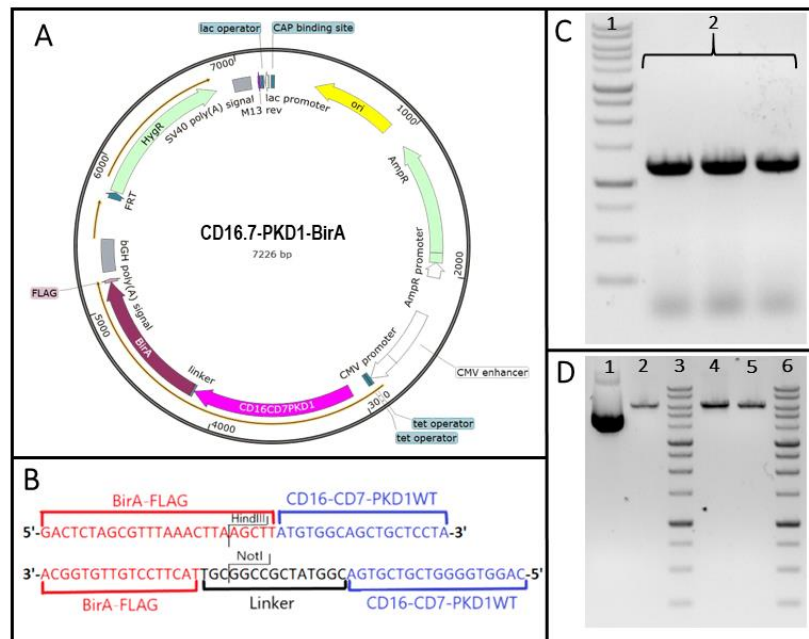 A
lac operator
CAP binding site
7000
SV40 poly(A) signal
M13 rev
lac promoter
ori
1000
HygR
AmpR
6000
FRT
CD16.7-PKD1-BirA
7226 bp
2000
AmpR promoter
bGH poly(A) signal
FLAG
5000
BirA
linker
CMV promoter
CMV enhancer
CD16CD7PKD1
4000
3000
tet operator
tet operator
B
BirA-FLAG
CD16-CD7-PKD1WT
HindIII
5'-GACTCTAGCGTTTAAACTTAAGCTTATGTGGCAGCTGCTCCTA-3'
NotI
3'-ACGGTGTTGTCCTTCATTGCGGCCGCTATGGCAGTGCTGCTGGGGTGGAC-5'
BirA-FLAG
Linker
CD16-CD7-PKD1WT
C
1
2
D
1 2 3 4 5 6